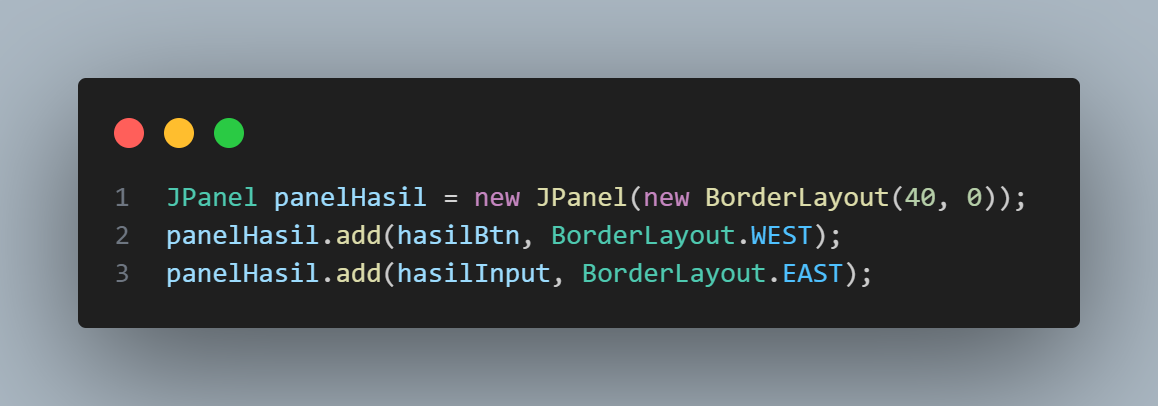 1 JPanel panelHasil = new JPanel(new BorderLayout(40, 0));
2 panelHasil.add(hasilBtn, BorderLayout.WEST);
3 panelHasil.add(hasilInput, BorderLayout.EAST);